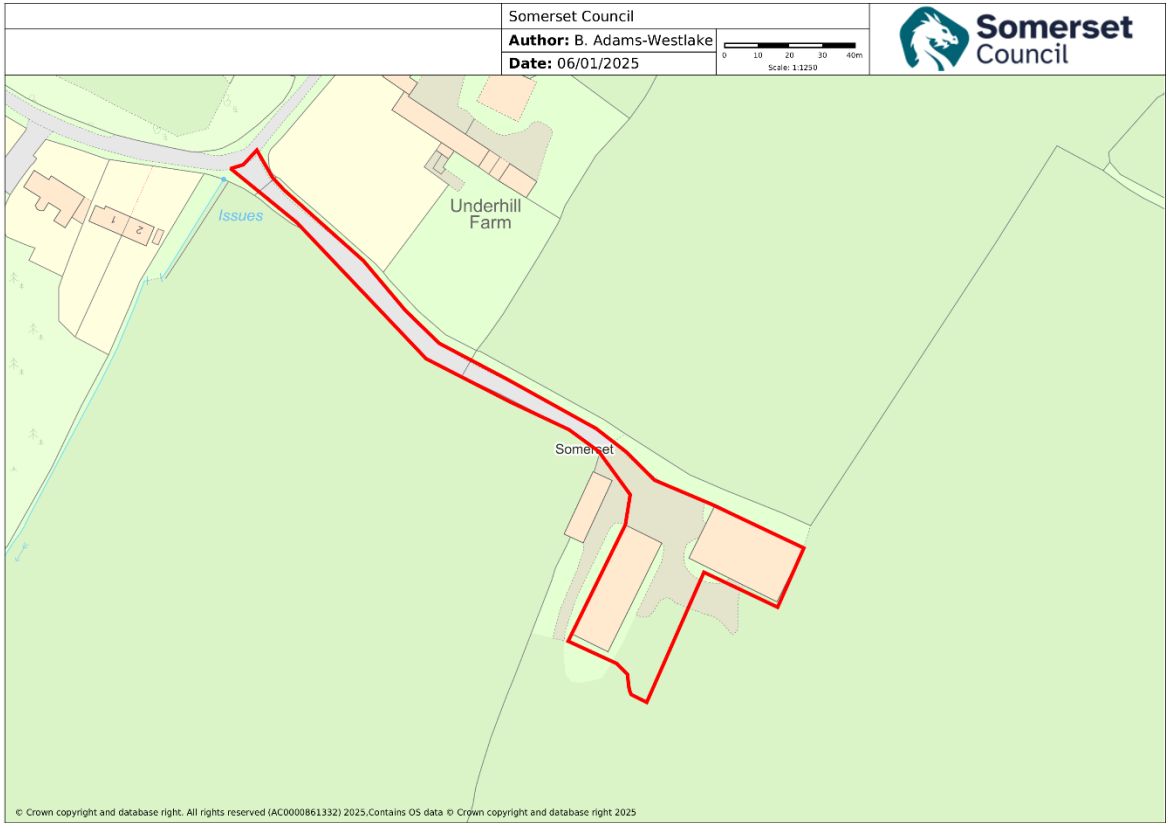 Somerset Council
Author: B. Adams-Westlake
Date: 06/01/2025
0 10 20 30 40m
Scale: 1:1250
Somerset
Council
Issues
1
2
Underhill
Farm
Somerset
© Crown copyright and database right. All rights reserved (AC0000861332) 2025,Contains OS data © Crown copyright and database right 2025